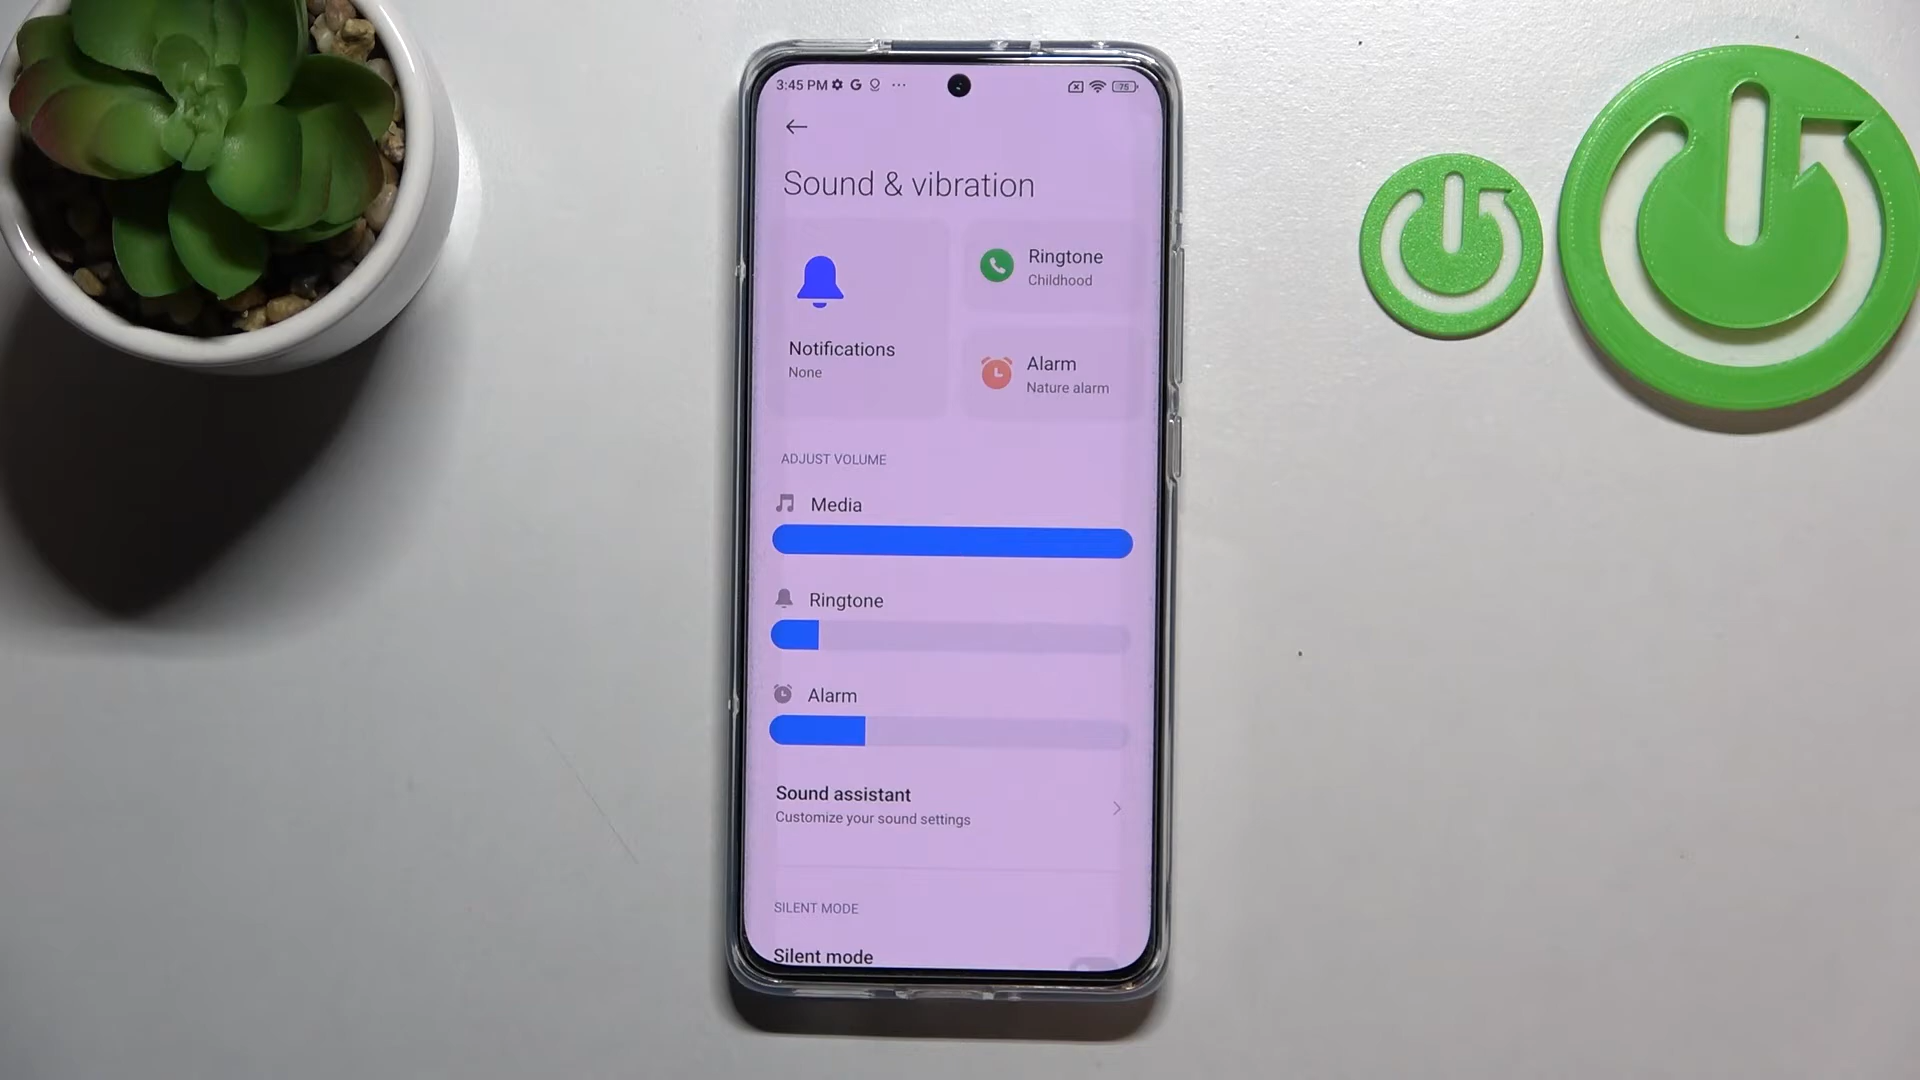 3:45 PM
75
Sound & vibration
Notifications
None
Ringtone
Childhood
Alarm
Nature alarm
ADJUST VOLUME
Media
Ringtone
Alarm
Sound assistant
Customize your sound settings
SILENT MODE
Silent mode